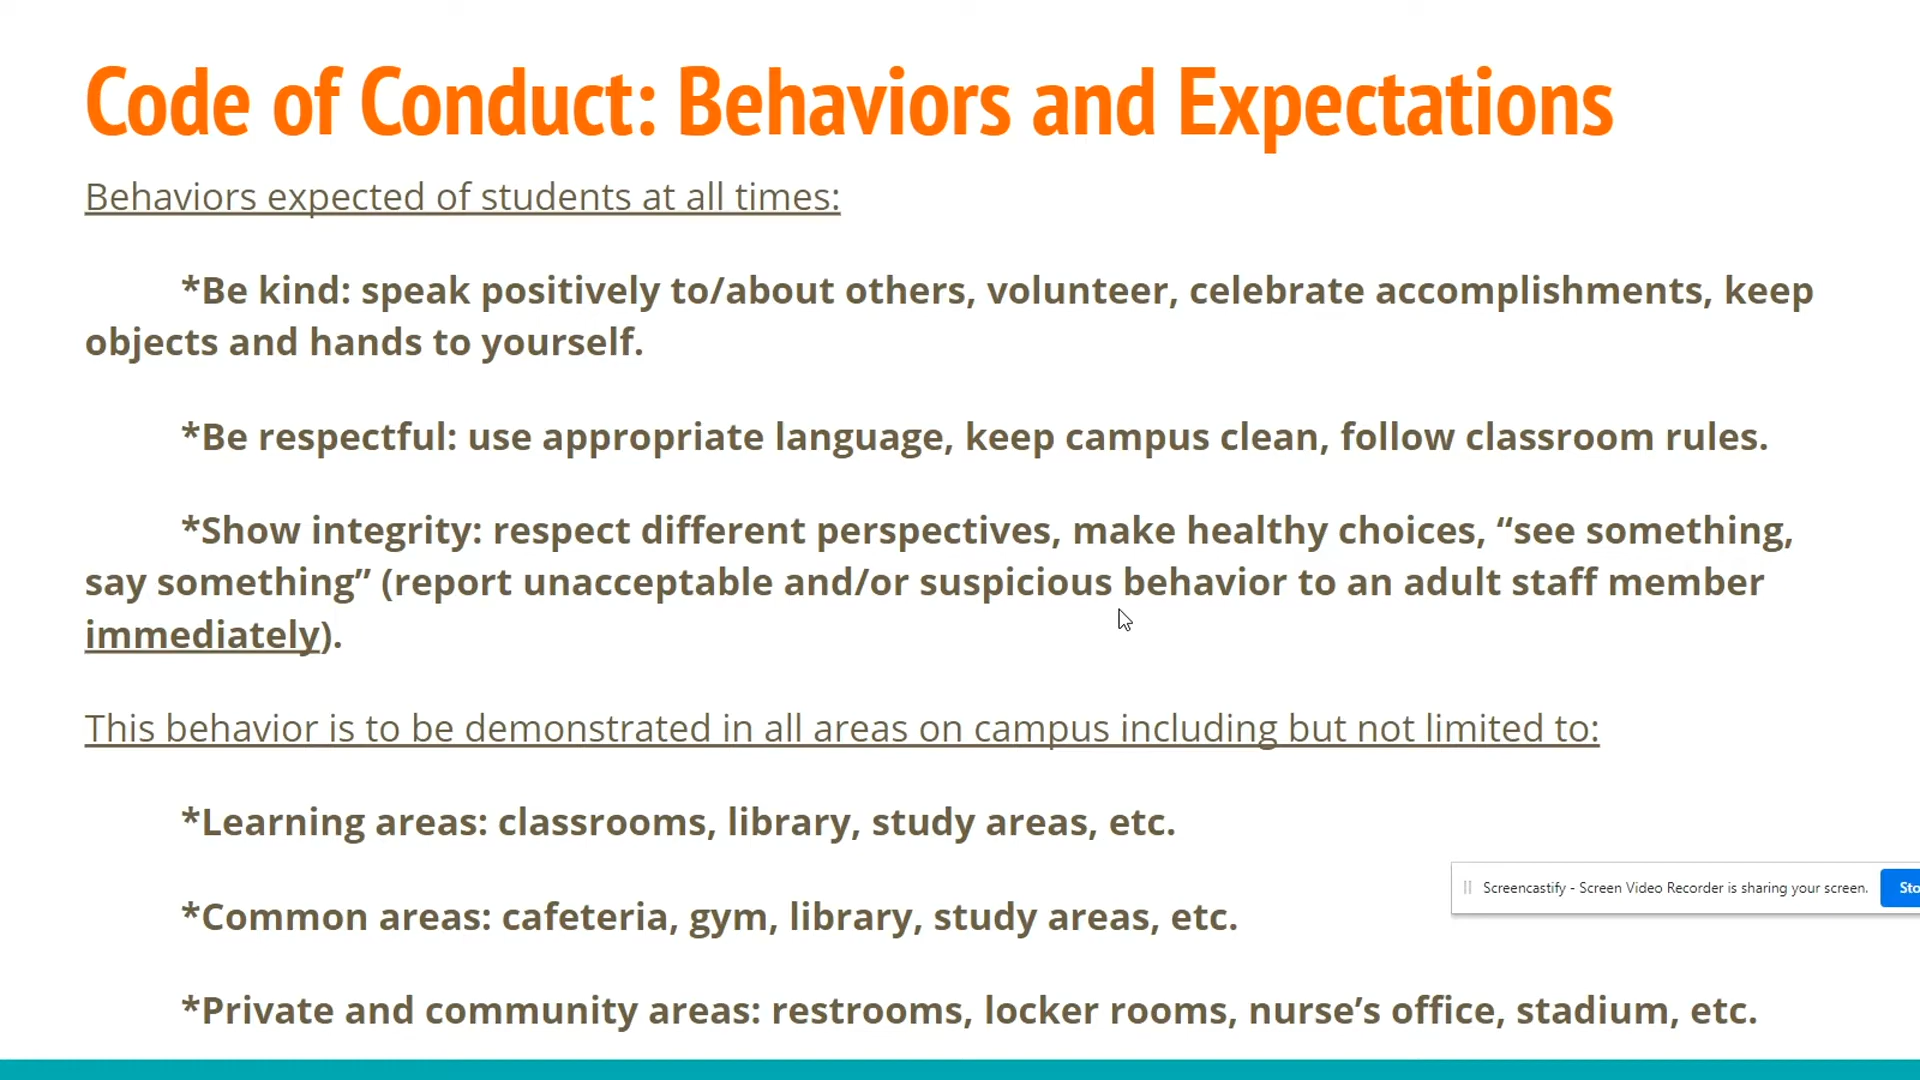 Code of Conduct: Behaviors and Expectations
Behaviors expected of students at all times:
*Be kind: speak positively to/about others, volunteer, celebrate accomplishments, keep
objects and hands to yourself.
*Be respectful: use appropriate language, keep campus clean, follow classroom rules.
*Show integrity: respect different perspectives, make healthy choices, “see something,
say something” (report unacceptable and/or suspicious behavior to an adult staff member
immediately).
This behavior is to be demonstrated in all areas on campus including but not limited to:
*Learning areas: classrooms, library, study areas, etc.
Screencastify - Screen Video Recorder is sharing your screen.
*Common areas: cafeteria, gym, library, study areas, etc.
*Private and community areas: restrooms, locker rooms, nurse’s office, stadium, etc.